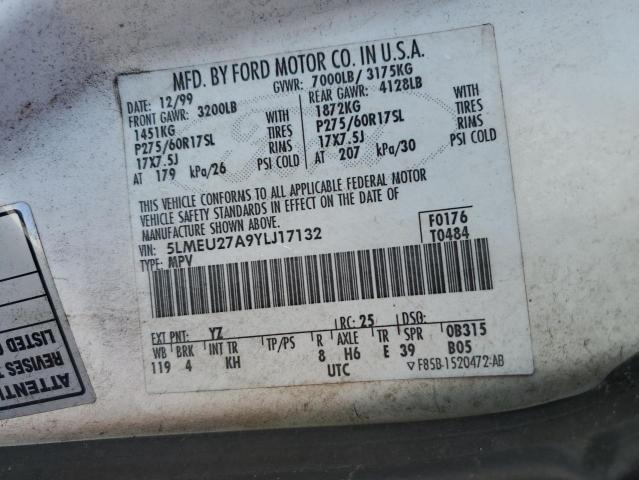 MFD. BY FORD MOTOR CO. IN U.S.A.
DATE: 12/99 GVWR: 7000LB/ 3175KG
FRONT GAWR: 3200LB REAR GAWR: 4128LB
1451KG WITH 1872KG WITH
P275/60R17SL TIRES P275/60R17SL TIRES
17X7.5J RIMS 17X7.5J RIMS
AT 179 kPa/26 PSI COLD AT 207 kPa/30 PSI COLD
THIS VEHICLE CONFORMS TO ALL APPLICABLE FEDERAL MOTOR
VEHICLE SAFETY STANDARDS IN EFFECT ON THE DATE OF
MANUFACTURE SHOWN ABOVE.
VIN: 5LMEU27A9YLJ17132 F0176
TYPE: MPV T0484
EXT PNT: YZ RC: 25 DSO:
WB BRK INT TR TP/PS R AXLE TR SPR 0B315
119 4 KH 8 H6 E 39 B05
UTC F85B-1520472-AB
ATTENTI
REVISES T
LISTED O